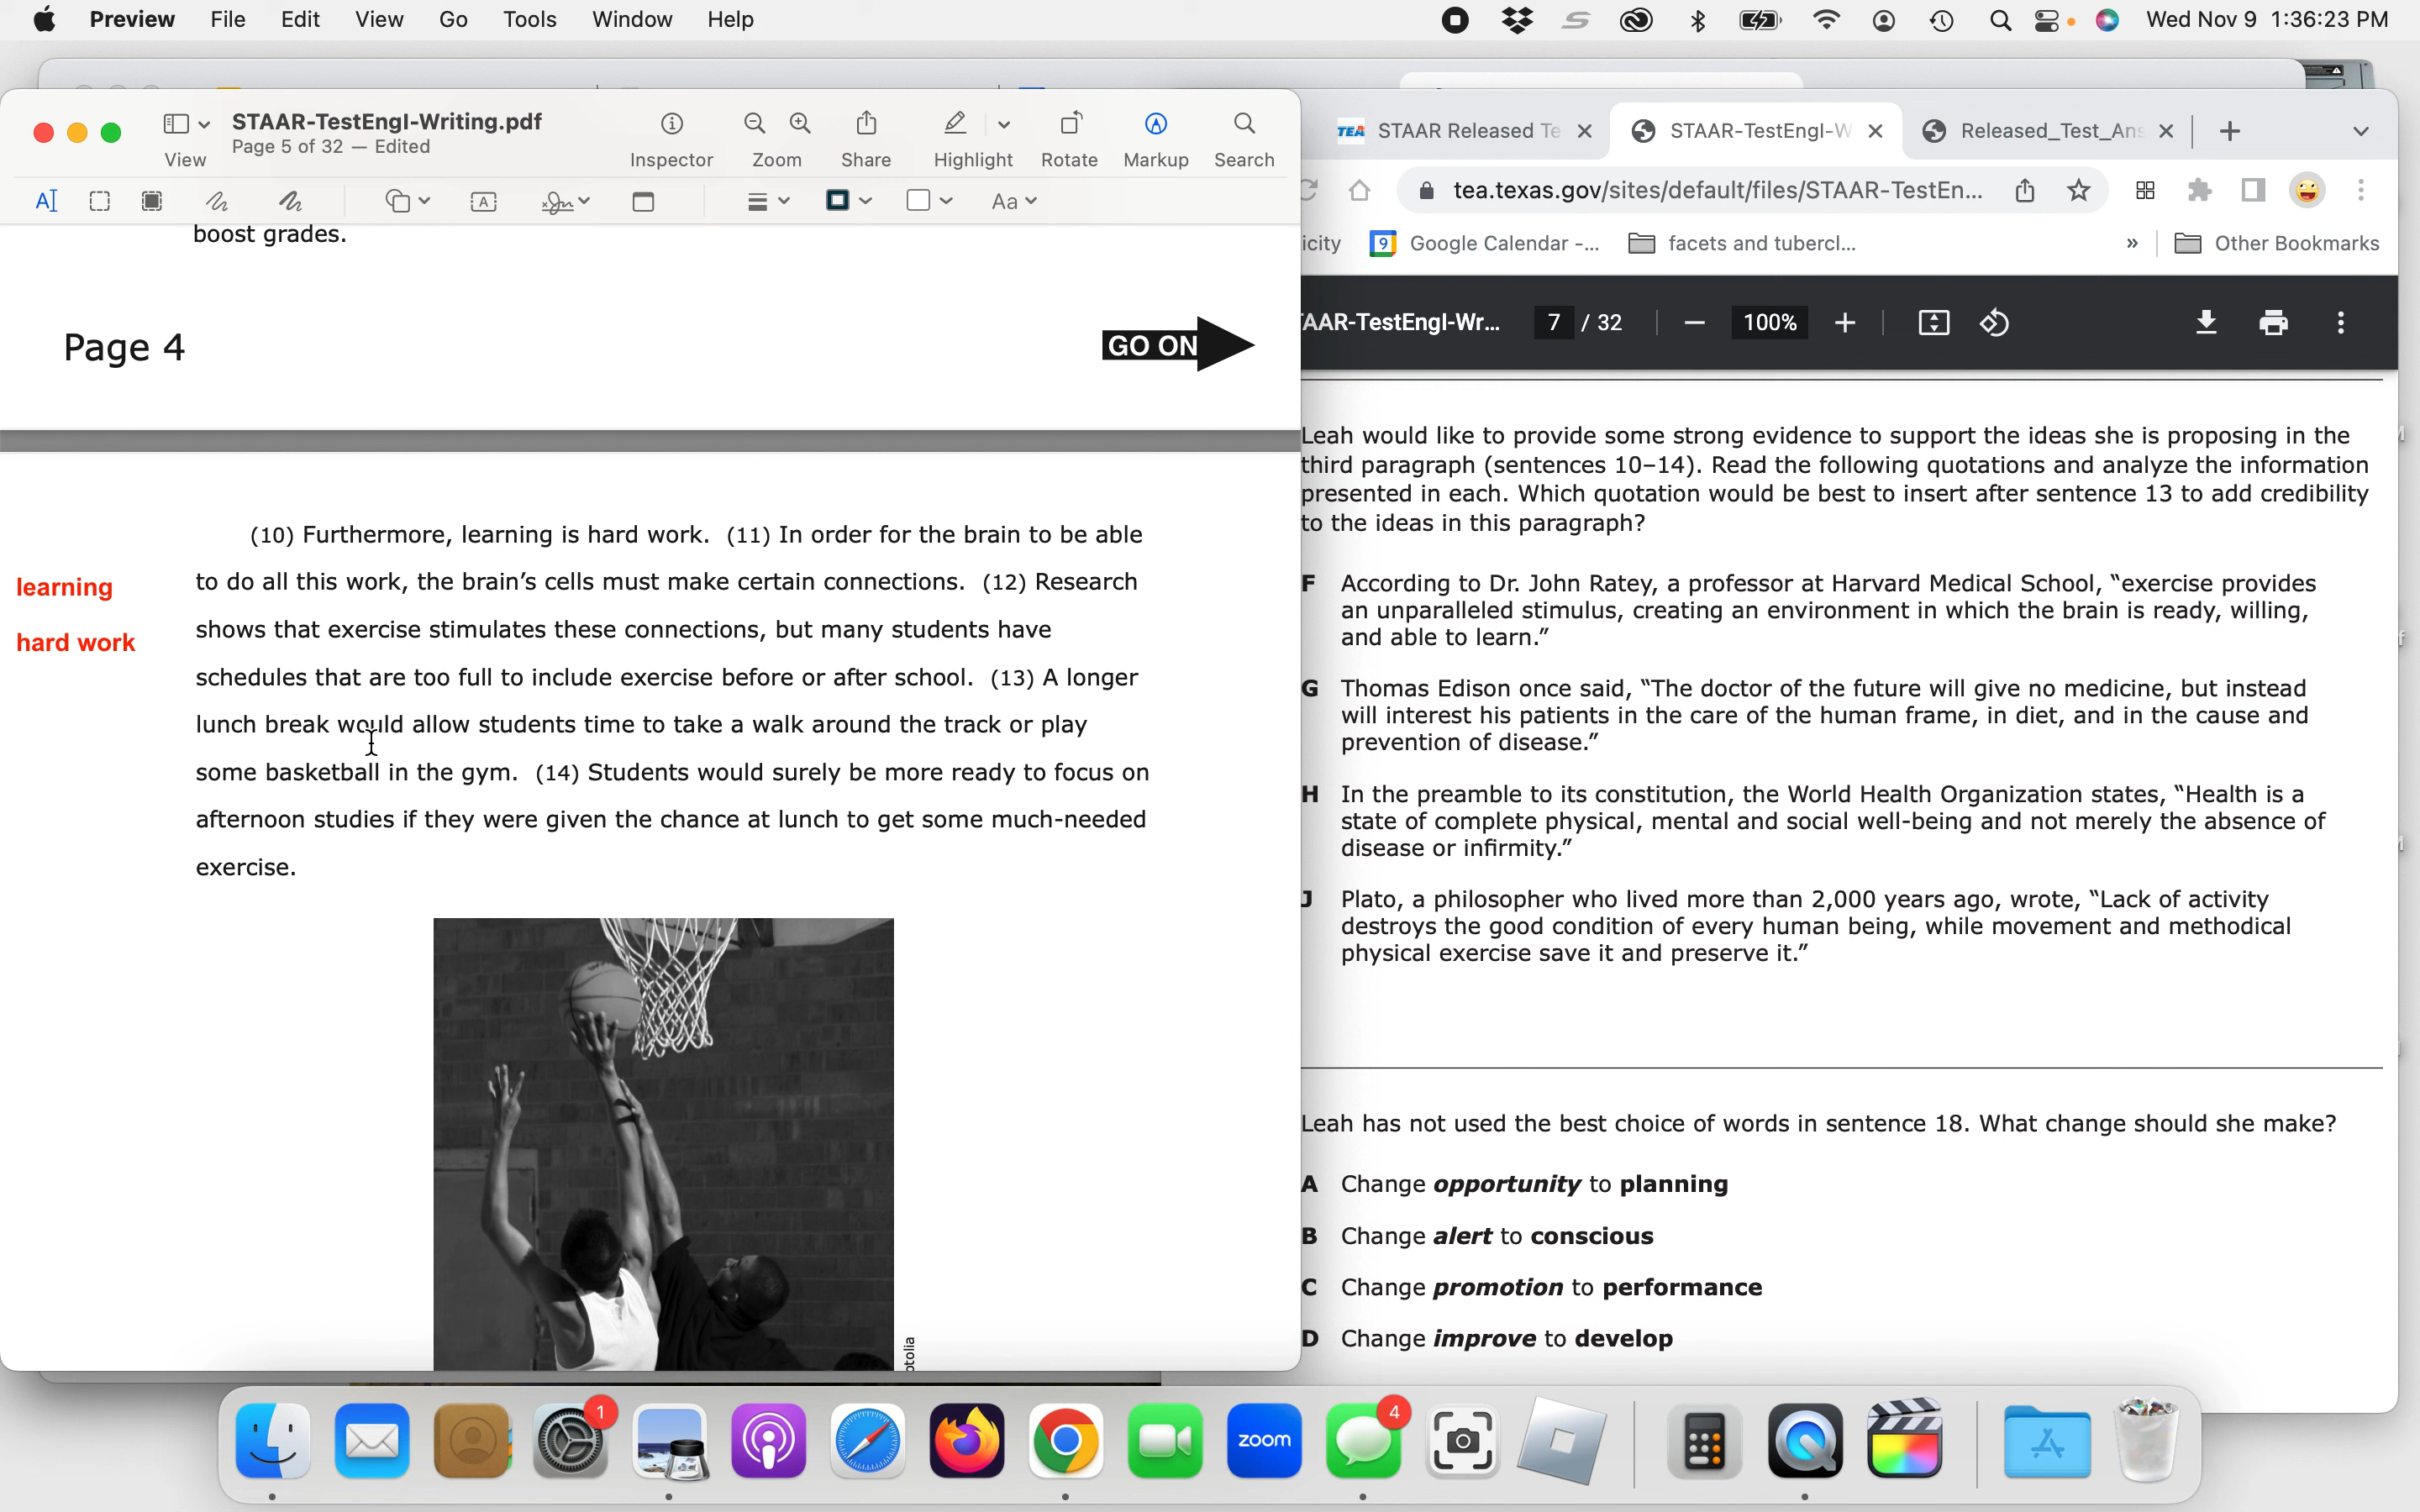 Preview File Edit View Go Tools Window Help Wed Nov 9 1:36:23 PM
STAAR-TestEngI-Writing.pdf
Page 5 of 32 — Edited
View Inspector Zoom Share Highlight Rotate Markup Search
Aa
boost grades.
Page 4
GO ON
learning
hard work
(10) Furthermore, learning is hard work. (11) In order for the brain to be able
to do all this work, the brain’s cells must make certain connections. (12) Research
shows that exercise stimulates these connections, but many students have
schedules that are too full to include exercise before or after school. (13) A longer
lunch break would allow students time to take a walk around the track or play
some basketball in the gym. (14) Students would surely be more ready to focus on
afternoon studies if they were given the chance at lunch to get some much-needed
exercise.
otolia
TEA STAAR Released Te STAAR-TestEngI-W Released_Test_Ans
tea.texas.gov/sites/default/files/STAAR-TestEn...
icity 9 Google Calendar -... facets and tubercl... » Other Bookmarks
AAR-TestEngI-Wr... 7 / 32 100%
Leah would like to provide some strong evidence to support the ideas she is proposing in the
third paragraph (sentences 10–14). Read the following quotations and analyze the information
presented in each. Which quotation would be best to insert after sentence 13 to add credibility
to the ideas in this paragraph?
F According to Dr. John Ratey, a professor at Harvard Medical School, “exercise provides
an unparalleled stimulus, creating an environment in which the brain is ready, willing,
and able to learn.”
G Thomas Edison once said, “The doctor of the future will give no medicine, but instead
will interest his patients in the care of the human frame, in diet, and in the cause and
prevention of disease.”
H In the preamble to its constitution, the World Health Organization states, “Health is a
state of complete physical, mental and social well-being and not merely the absence of
disease or infirmity.”
J Plato, a philosopher who lived more than 2,000 years ago, wrote, “Lack of activity
destroys the good condition of every human being, while movement and methodical
physical exercise save it and preserve it.”
Leah has not used the best choice of words in sentence 18. What change should she make?
A Change opportunity to planning
B Change alert to conscious
C Change promotion to performance
D Change improve to develop
1
4
zoom